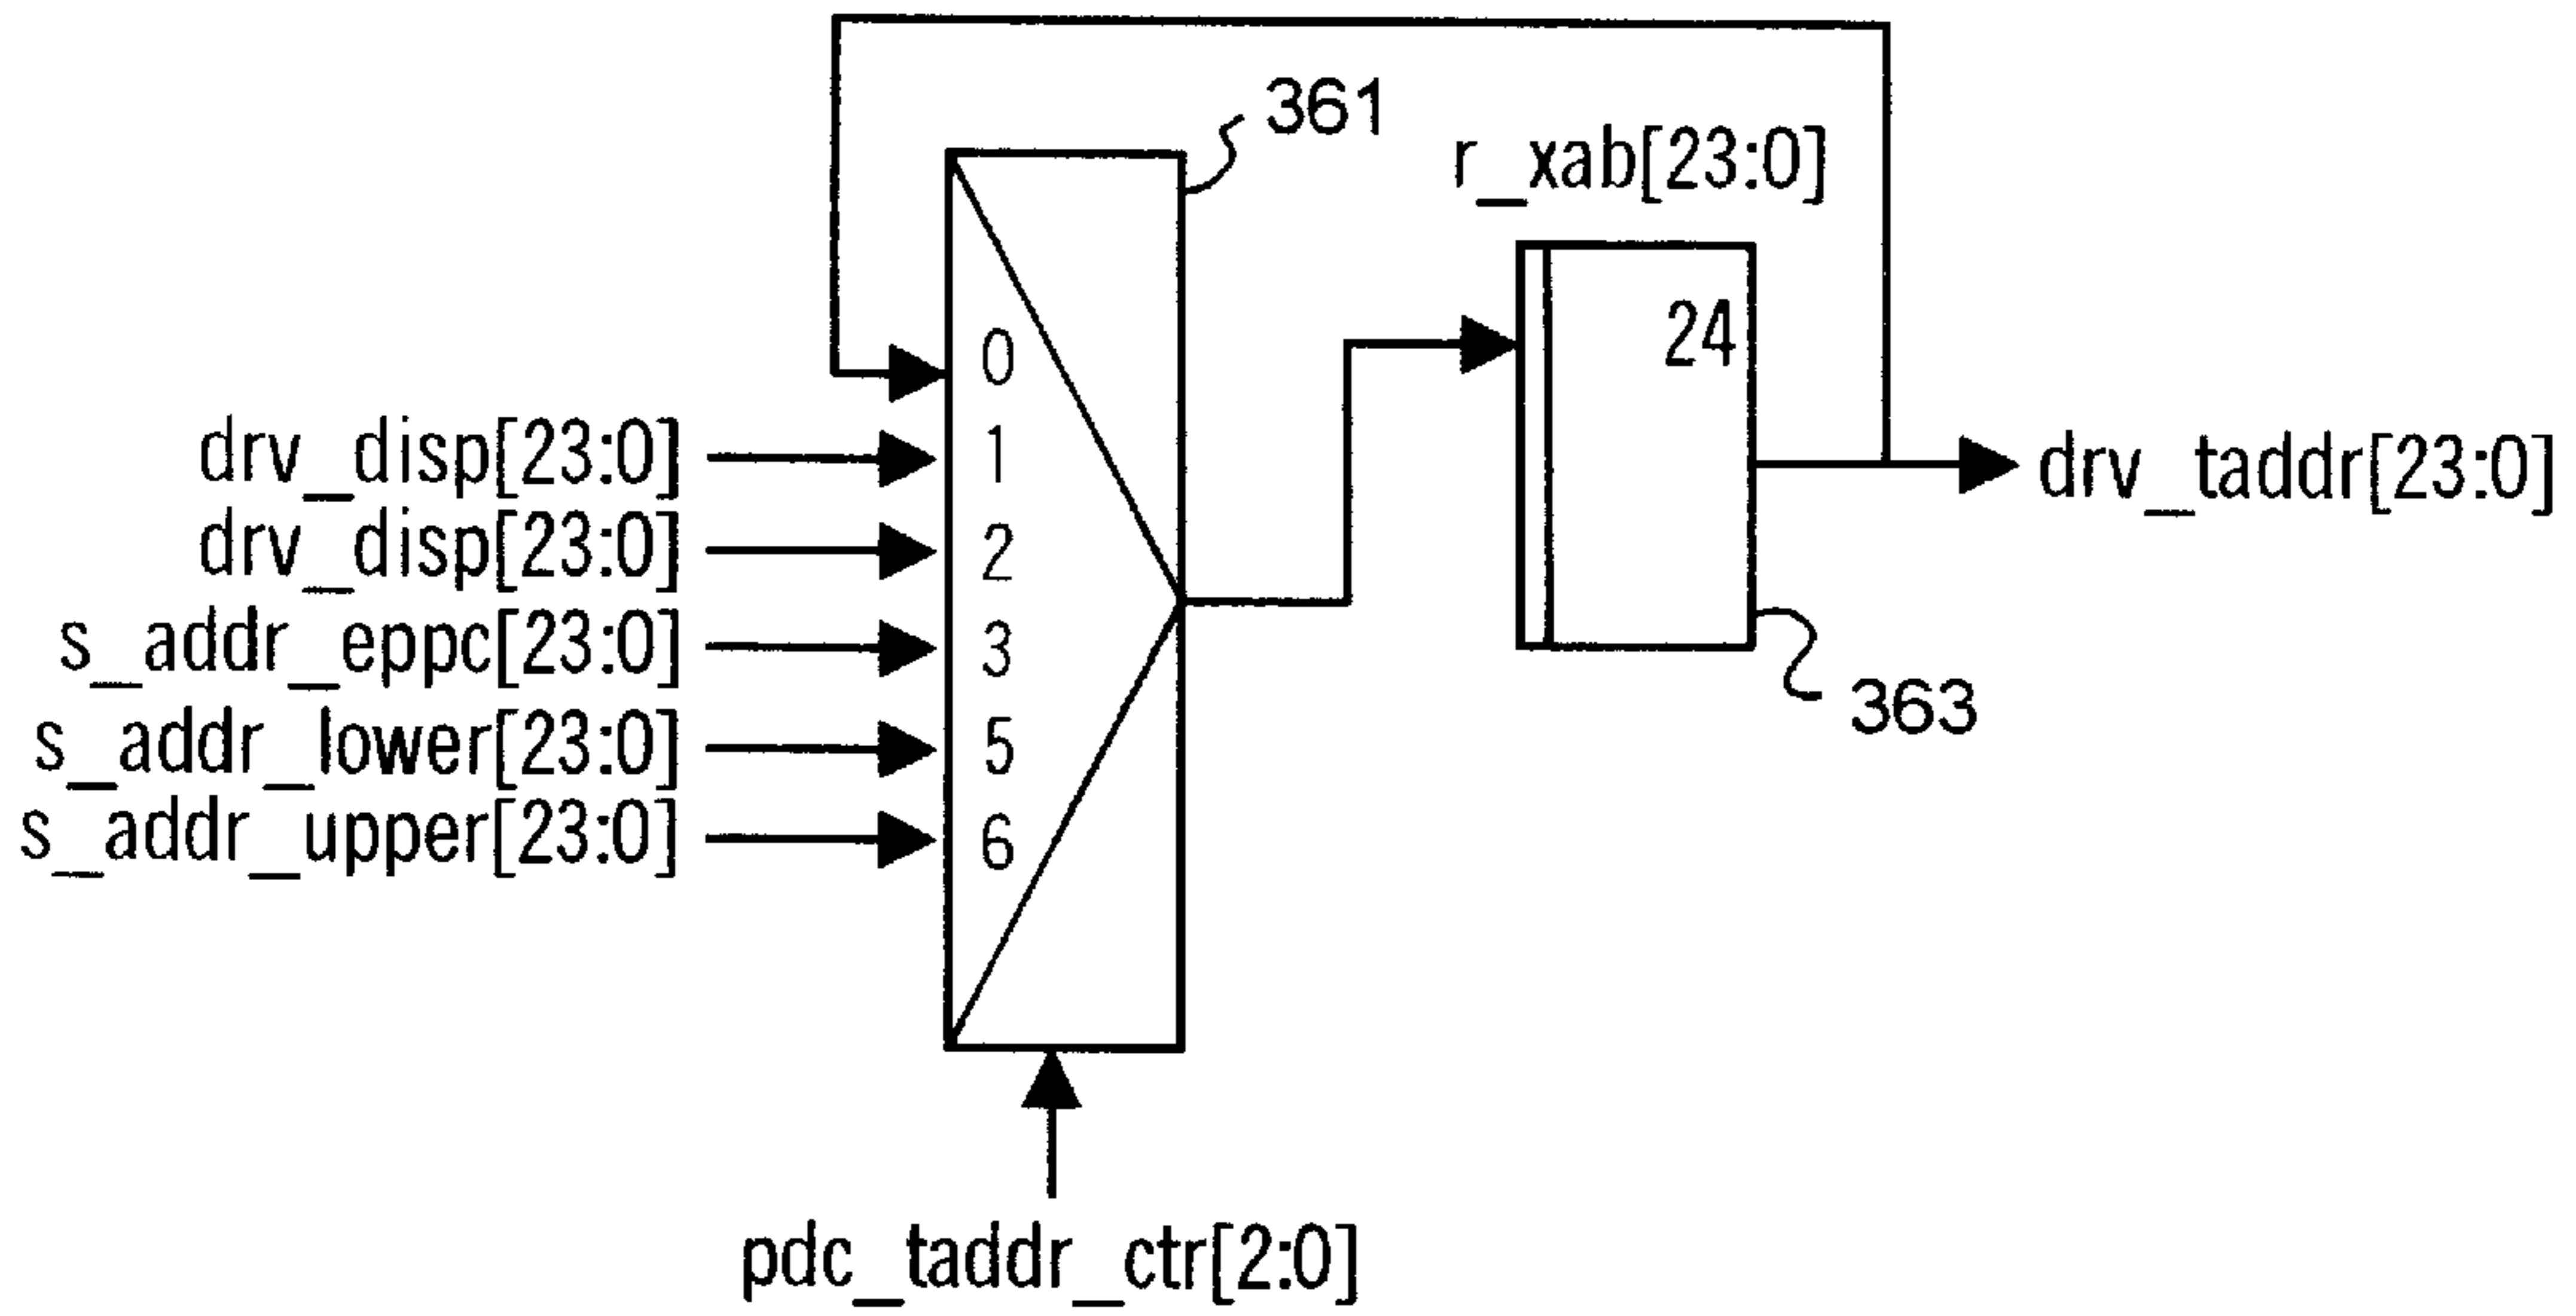 361
r_xab[23:0]
24
0
drv_disp[23:0] 1
drv_taddr[23:0]
drv_disp[23:0] 2
s_addr_eppc[23:0] 3
363
s_addr_lower[23:0] 5
s_addr_upper[23:0] 6
pdc_taddr_ctr[2:0]